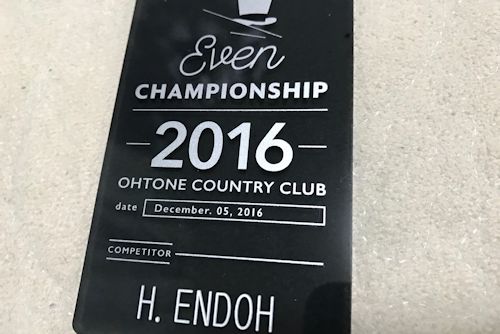 Even
CHAMPIONSHIP
2016
OHTONE COUNTRY CLUB
date December. 05, 2016
COMPETITOR
H. ENDOH